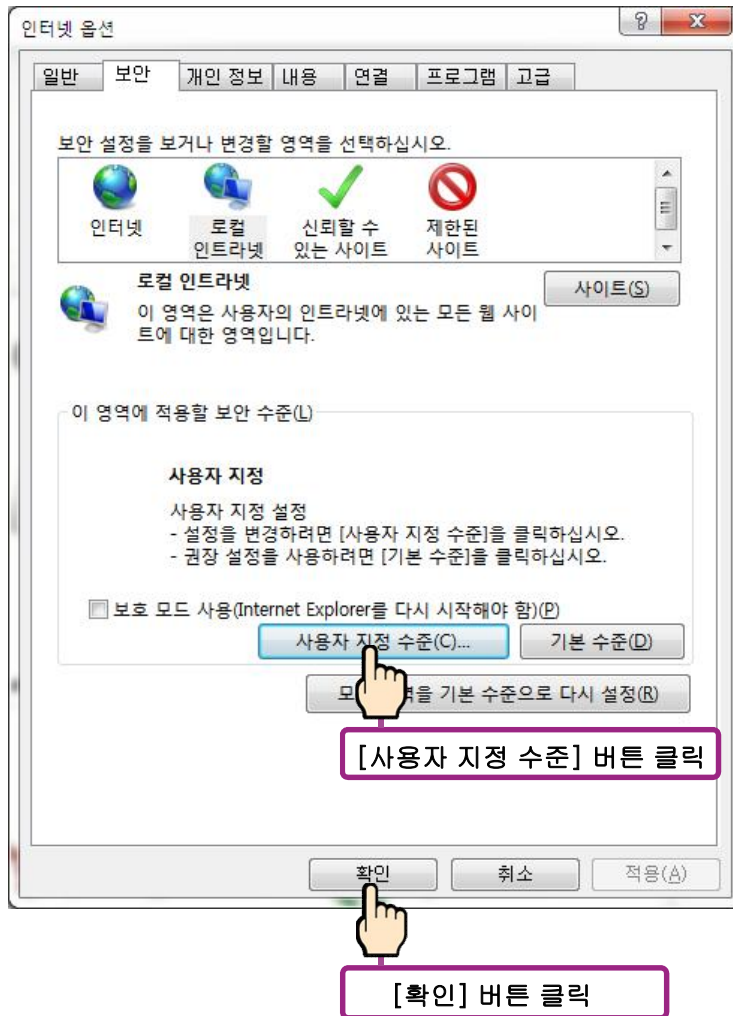 인터넷 옵션
일반 보안 개인 정보 내용 연결 프로그램 고급
보안 설정을 보거나 변경할 영역을 선택하십시오.
인터넷
로컬
인트라넷
신뢰할 수
있는 사이트
제한된
사이트
로컬 인트라넷
사이트(S)
이 영역은 사용자의 인트라넷에 있는 모든 웹 사이
트에 대한 영역입니다.
이 영역에 적용할 보안 수준(L)
사용자 지정
사용자 지정 설정
- 설정을 변경하려면 [사용자 지정 수준]을 클릭하십시오.
- 권장 설정을 사용하려면 [기본 수준]을 클릭하십시오.
보호 모드 사용(Internet Explorer를 다시 시작해야 함)(P)
사용자 지정 수준(C)... 기본 수준(D)
기본 수준으로 다시 설정(R)
[사용자 지정 수준] 버튼 클릭
확인 취소 적용(A)
[확인] 버튼 클릭